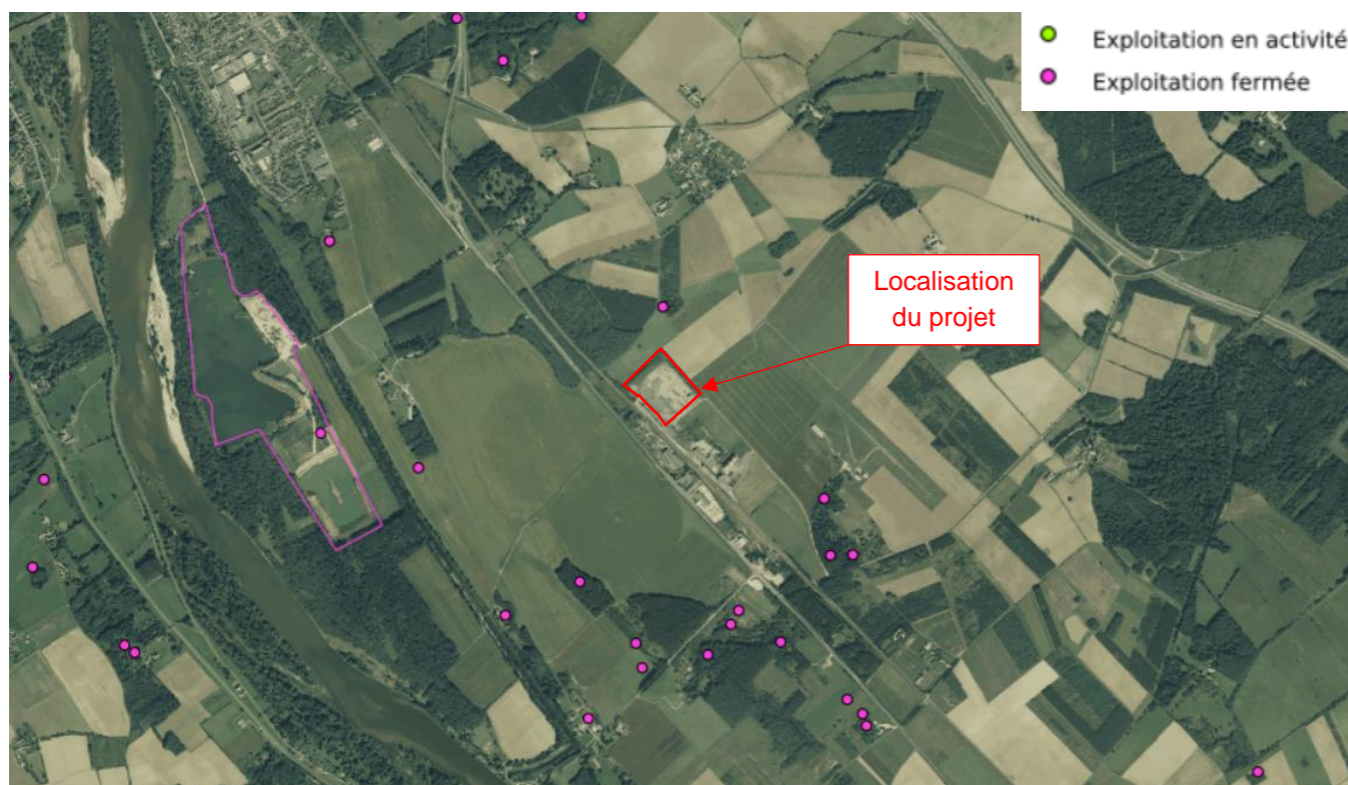 Exploitation en activité
Exploitation fermée
Localisation
du projet